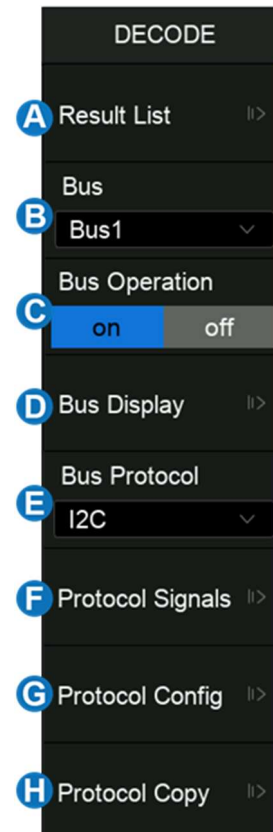 DECODE
A Result List
Bus
B Bus1
Bus Operation
C on off
D Bus Display
Bus Protocol
E I2C
F Protocol Signals
G Protocol Config
H Protocol Copy